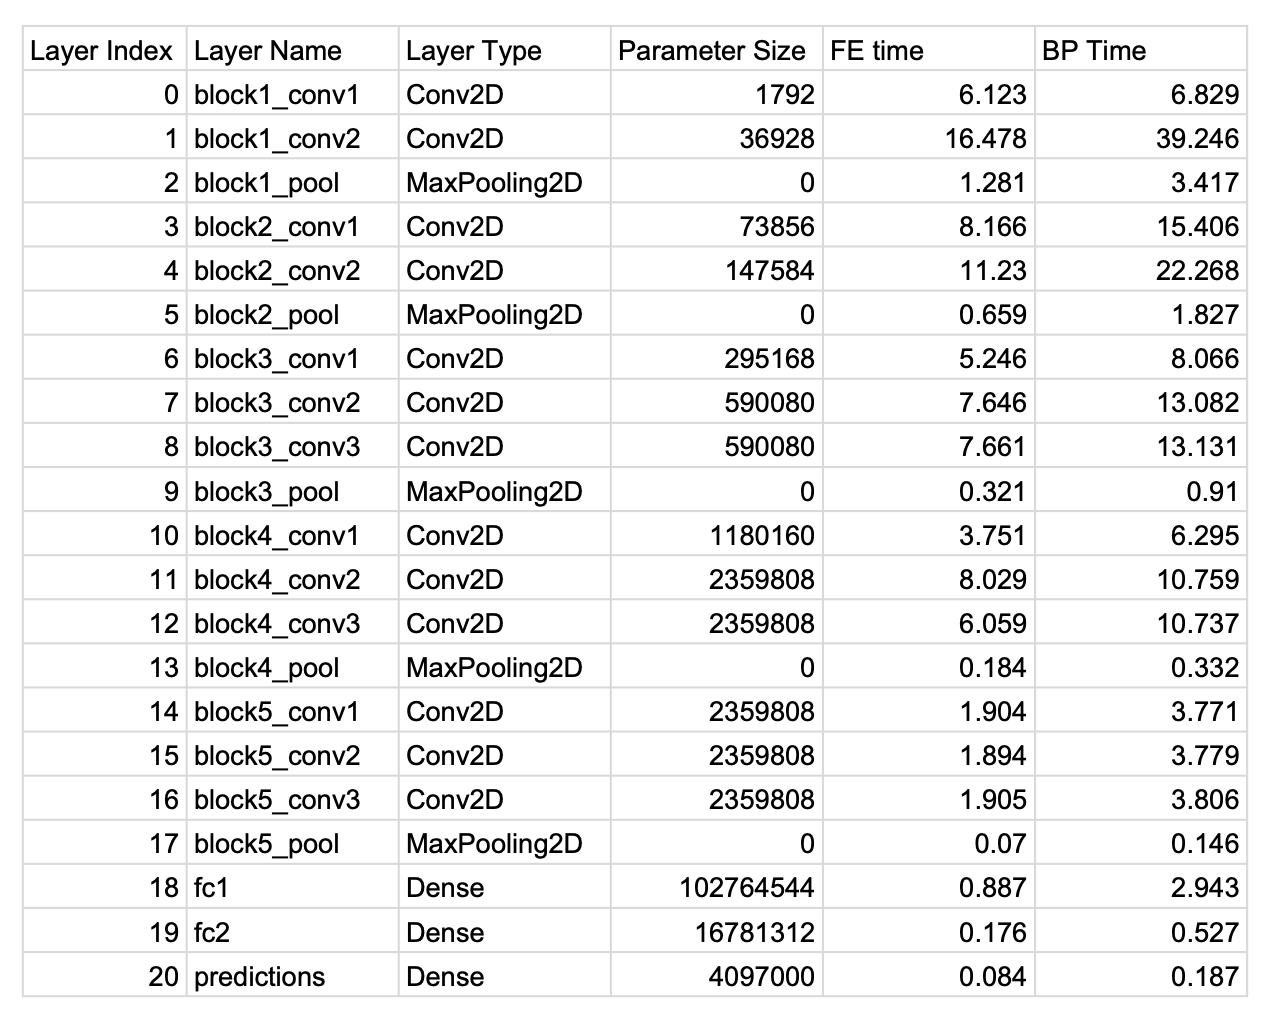 Layer Index Layer Name Layer Type Parameter Size FE time BP Time
0 block1_conv1 Conv2D 1792 6.123 6.829
1 block1_conv2 Conv2D 36928 16.478 39.246
2 block1_pool MaxPooling2D 0 1.281 3.417
3 block2_conv1 Conv2D 73856 8.166 15.406
4 block2_conv2 Conv2D 147584 11.23 22.268
5 block2_pool MaxPooling2D 0 0.659 1.827
6 block3_conv1 Conv2D 295168 5.246 8.066
7 block3_conv2 Conv2D 590080 7.646 13.082
8 block3_conv3 Conv2D 590080 7.661 13.131
9 block3_pool MaxPooling2D 0 0.321 0.91
10 block4_conv1 Conv2D 1180160 3.751 6.295
11 block4_conv2 Conv2D 2359808 8.029 10.759
12 block4_conv3 Conv2D 2359808 6.059 10.737
13 block4_pool MaxPooling2D 0 0.184 0.332
14 block5_conv1 Conv2D 2359808 1.904 3.771
15 block5_conv2 Conv2D 2359808 1.894 3.779
16 block5_conv3 Conv2D 2359808 1.905 3.806
17 block5_pool MaxPooling2D 0 0.07 0.146
18 fc1 Dense 102764544 0.887 2.943
19 fc2 Dense 16781312 0.176 0.527
20 predictions Dense 4097000 0.084 0.187